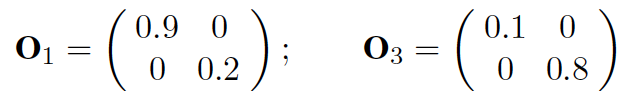 O₁ = ( 0.9 0 ; 0 0.2 ) ; O₃ = ( 0.1 0 ; 0 0.8 )